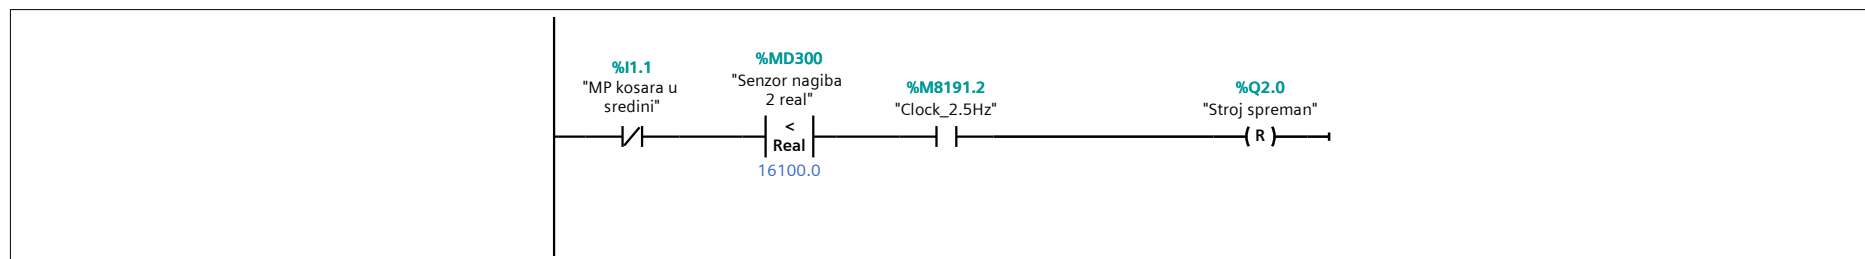 %I1.1
"MP kosara u
sredini"
%MD300
"Senzor nagiba
2 real"
<
Real
16100.0
%M8191.2
"Clock_2.5Hz"
%Q2.0
"Stroj spreman"
R